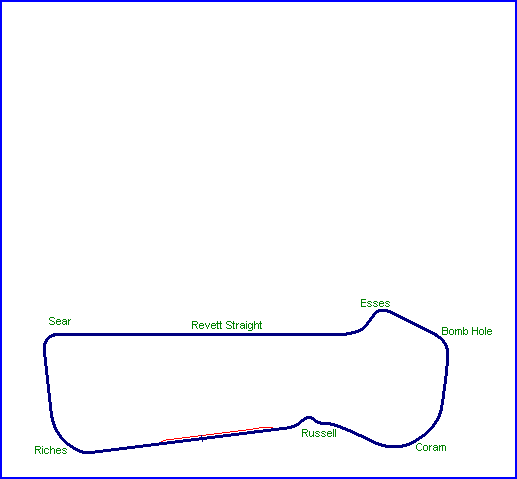 Esses
Sear
Revett Straight
Bomb Hole
Russell
Riches
Coram